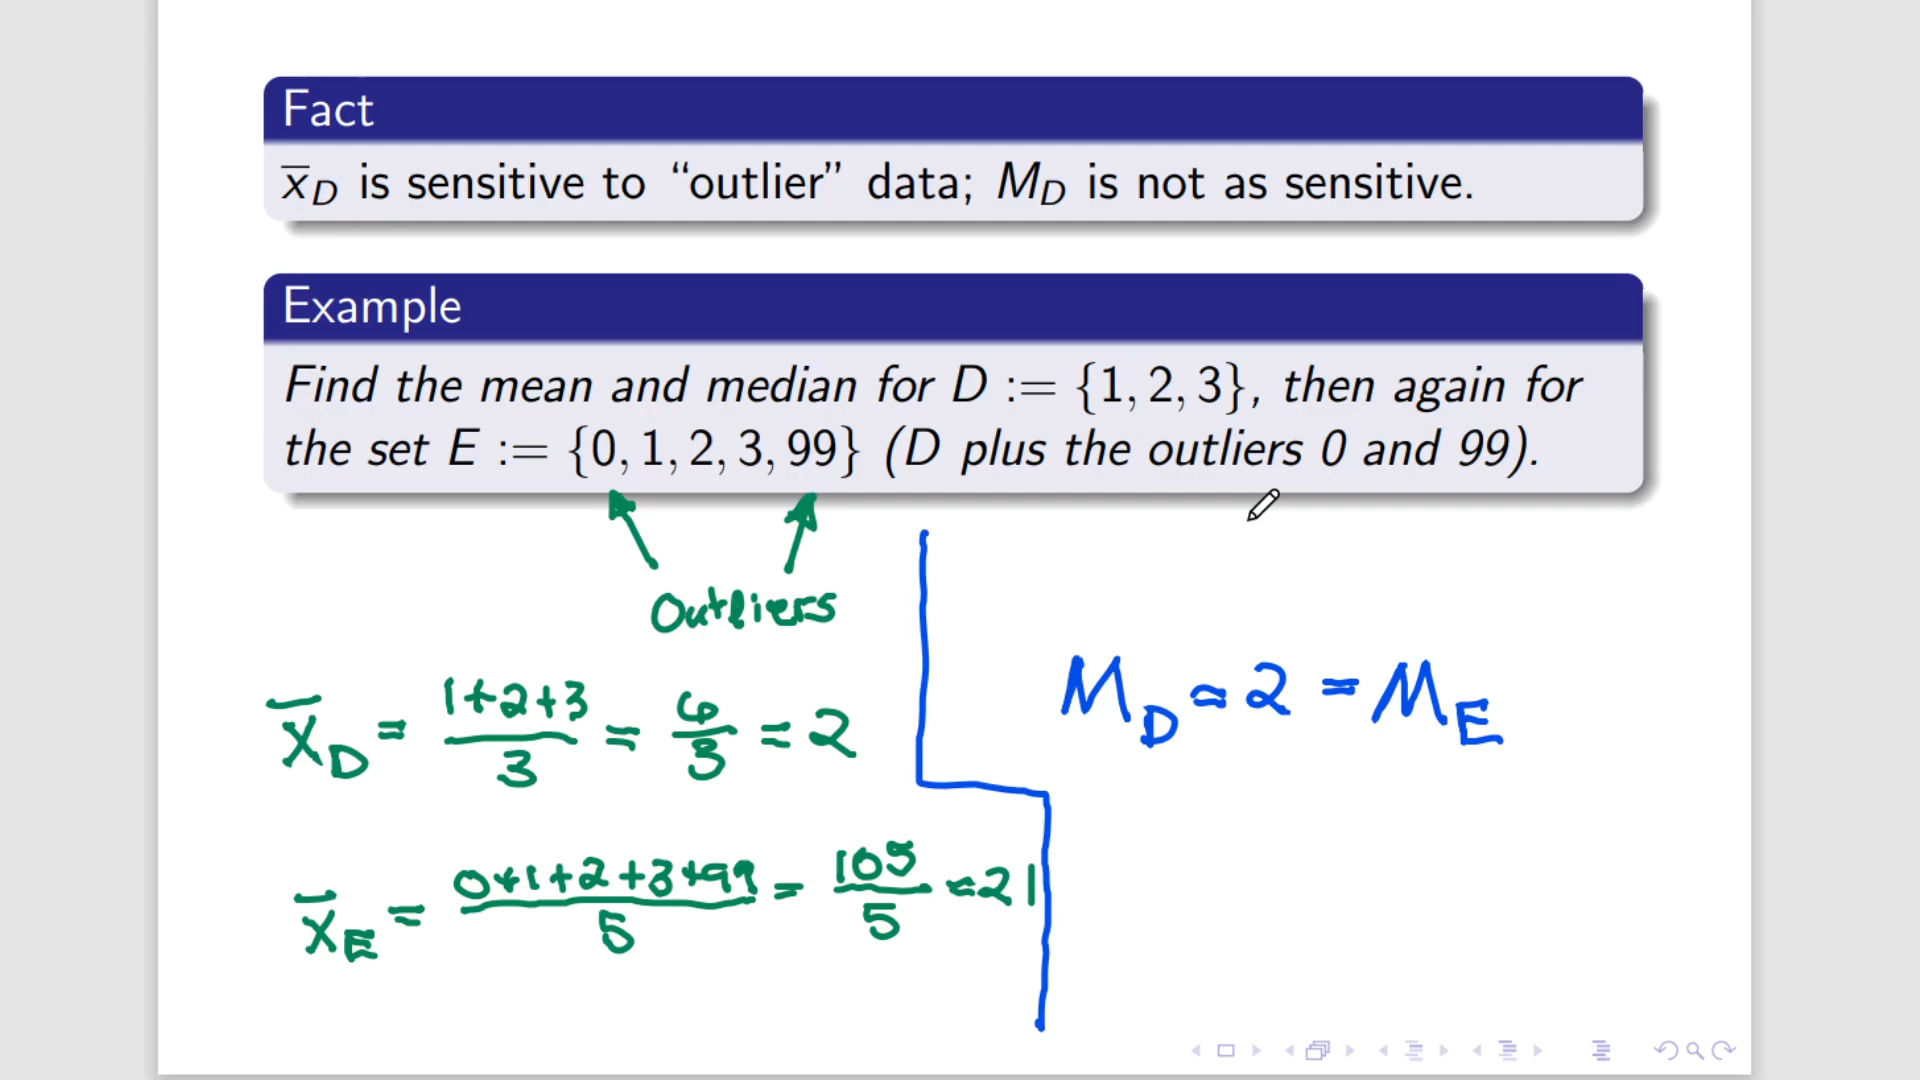 Fact
x̅_D is sensitive to “outlier” data; M_D is not as sensitive.
Example
Find the mean and median for D := {1, 2, 3}, then again for
the set E := {0, 1, 2, 3, 99} (D plus the outliers 0 and 99).
Outliers
x̅_D = (1+2+3)/3 = 6/3 = 2
M_D = 2 = M_E
x̅_E = (0+1+2+3+99)/5 = 105/5 = 21